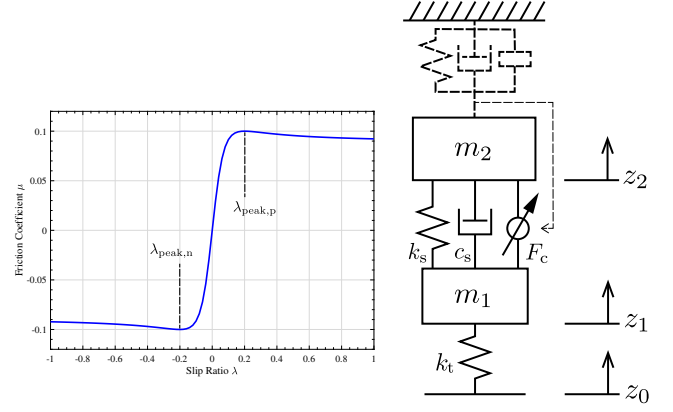 0.1
0.05
0
-0.05
-0.1
Friction Coefficient μ
λpeak,p
λpeak,n
-1 -0.8 -0.6 -0.4 -0.2 0 0.2 0.4 0.6 0.8 1
Slip Ratio λ
m2
z2
ks cs Fc
m1
z1
kt
z0